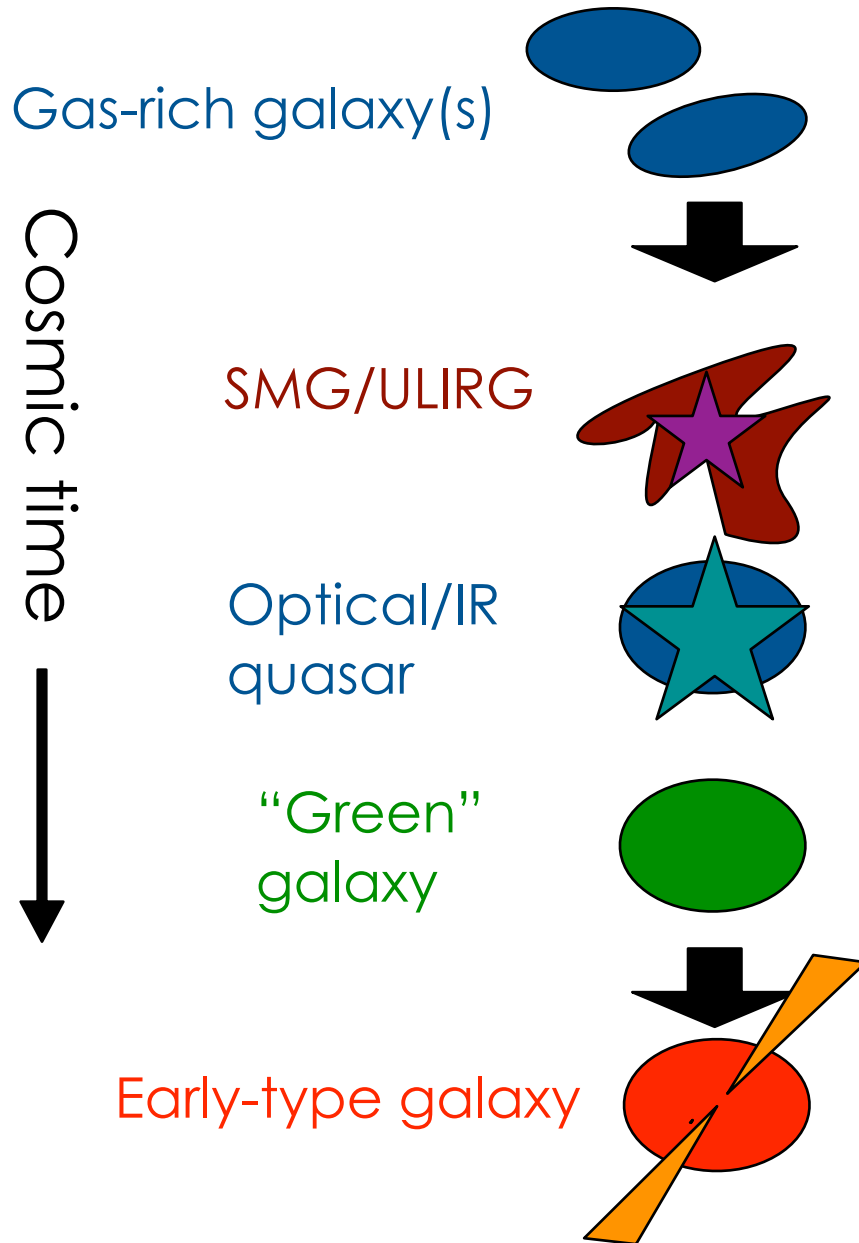 Gas-rich galaxy(s)
Cosmic time
SMG/ULIRG
Optical/IR
quasar
“Green”
galaxy
Early-type galaxy